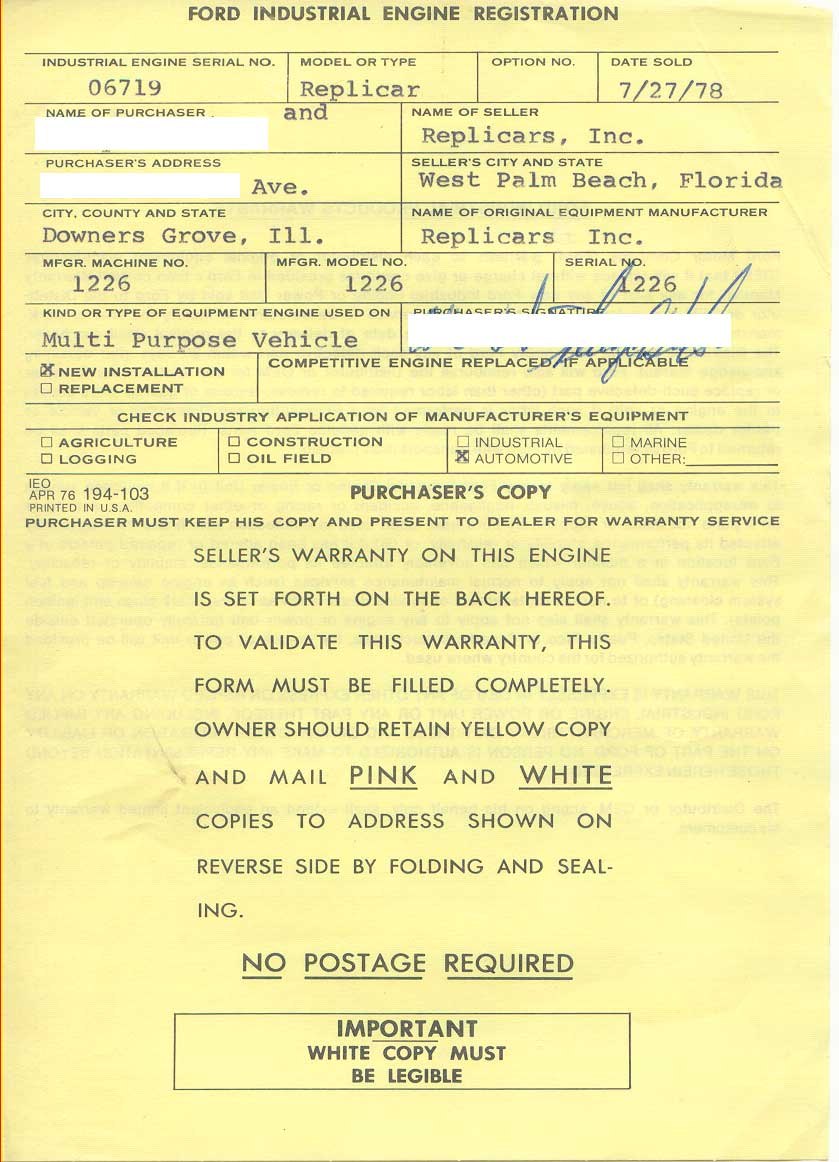 FORD INDUSTRIAL ENGINE REGISTRATION
INDUSTRIAL ENGINE SERIAL NO. MODEL OR TYPE OPTION NO. DATE SOLD
06719 Replicar 7/27/78
NAME OF PURCHASER and NAME OF SELLER
Replicars, Inc.
PURCHASER'S ADDRESS SELLER'S CITY AND STATE
Ave. West Palm Beach, Florida
CITY, COUNTY AND STATE NAME OF ORIGINAL EQUIPMENT MANUFACTURER
Downers Grove, Ill. Replicars Inc.
MFGR. MACHINE NO. MFGR. MODEL NO. SERIAL NO.
1226 1226 1226
KIND OR TYPE OF EQUIPMENT ENGINE USED ON PURCHASER'S SIGNATURE
Multi Purpose Vehicle
X NEW INSTALLATION COMPETITIVE ENGINE REPLACED, IF APPLICABLE
REPLACEMENT
CHECK INDUSTRY APPLICATION OF MANUFACTURER'S EQUIPMENT
AGRICULTURE CONSTRUCTION INDUSTRIAL MARINE
LOGGING OIL FIELD X AUTOMOTIVE OTHER:
IEO
APR 76 194-103 PURCHASER'S COPY
PRINTED IN U.S.A.
PURCHASER MUST KEEP HIS COPY AND PRESENT TO DEALER FOR WARRANTY SERVICE
SELLER'S WARRANTY ON THIS ENGINE
IS SET FORTH ON THE BACK HEREOF.
TO VALIDATE THIS WARRANTY, THIS
FORM MUST BE FILLED COMPLETELY.
OWNER SHOULD RETAIN YELLOW COPY
AND MAIL PINK AND WHITE
COPIES TO ADDRESS SHOWN ON
REVERSE SIDE BY FOLDING AND SEAL-
ING.
NO POSTAGE REQUIRED
IMPORTANT
WHITE COPY MUST
BE LEGIBLE